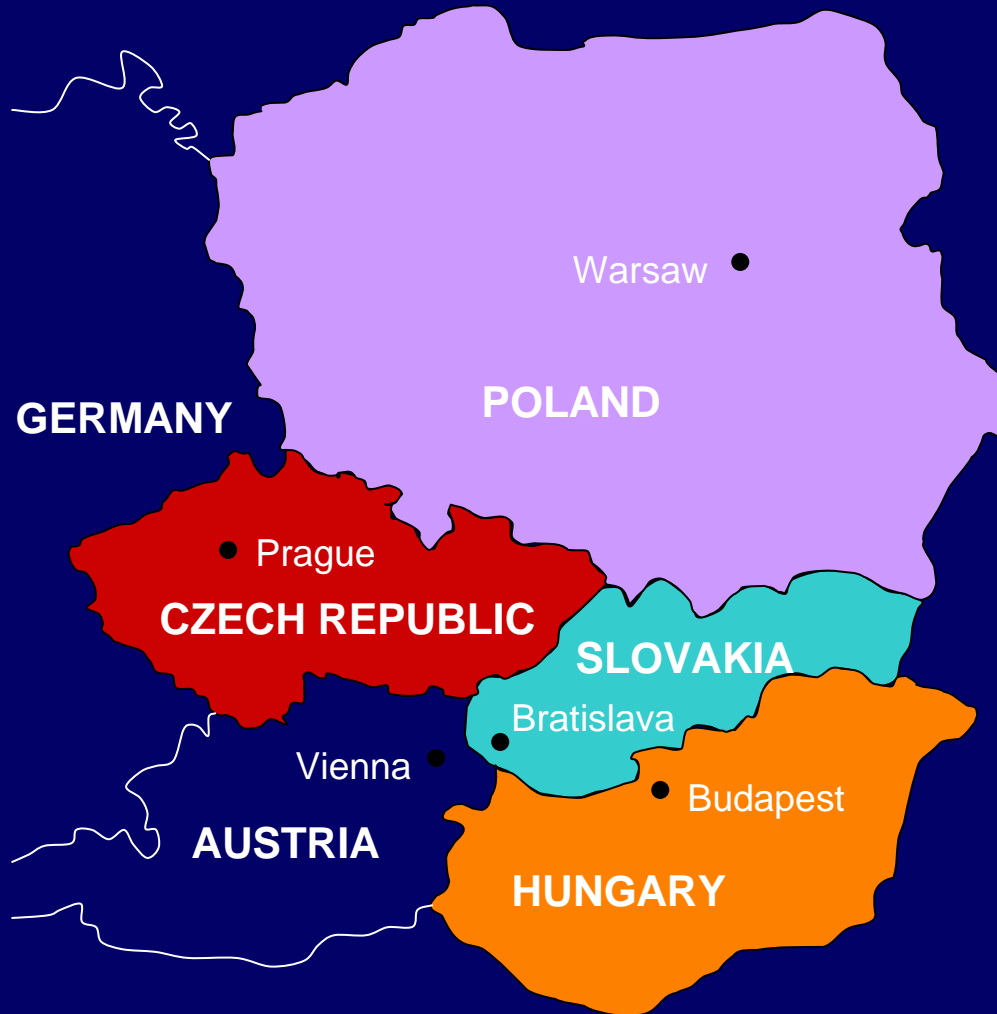 Warsaw
POLAND
GERMANY
Prague
CZECH REPUBLIC
SLOVAKIA
Bratislava
Vienna
Budapest
AUSTRIA
HUNGARY